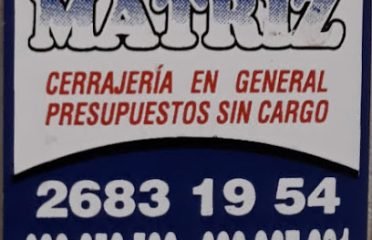 MATRIZ
CERRAJERÍA EN GENERAL
PRESUPUESTOS SIN CARGO
2683 19 54